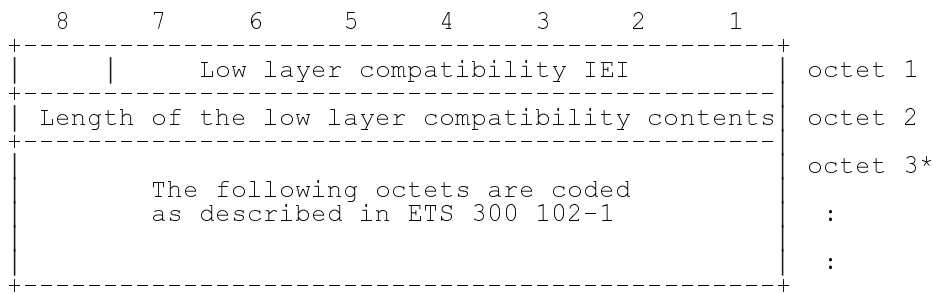 8 7 6 5 4 3 2 1
Low layer compatibility IEI octet 1
Length of the low layer compatibility contents octet 2
octet 3*
The following octets are coded
as described in ETS 300 102-1 :
: